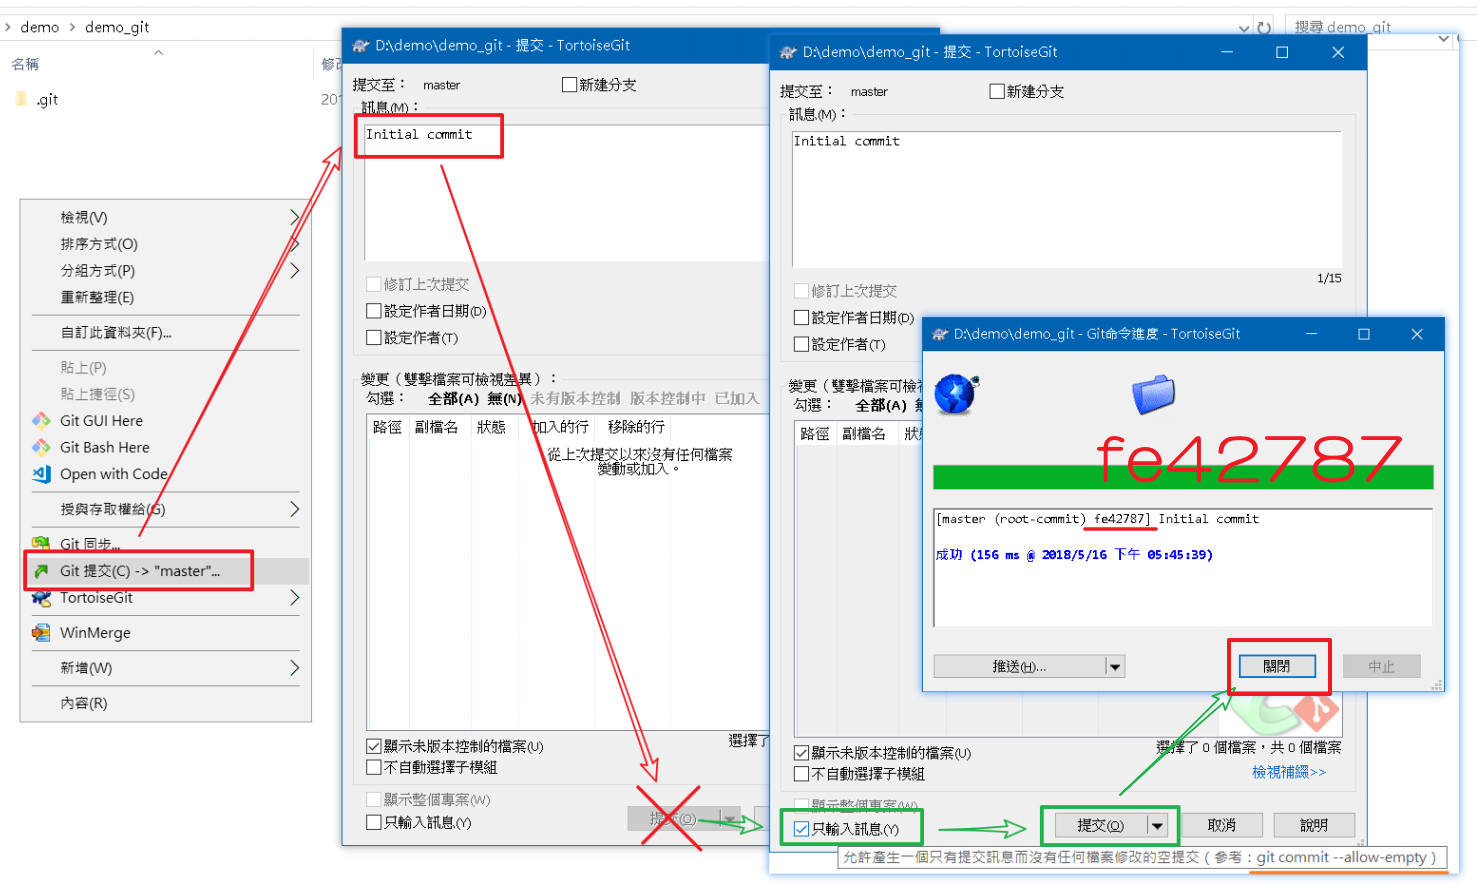 demo > demo_git
搜尋 demo_git
名稱
修改
.git
201
檢視(V)
排序方式(O)
分組方式(P)
重新整理(E)
自訂此資料夾(F)...
貼上(P)
貼上捷徑(S)
Git GUI Here
Git Bash Here
Open with Code
授與存取權給(G)
Git 同步...
Git 提交(C) -> "master"...
TortoiseGit
WinMerge
新增(W)
內容(R)
D:\demo\demo_git - 提交 - TortoiseGit
提交至： master
新建分支
訊息(M)：
Initial commit
修訂上次提交
設定作者日期(D)
設定作者(T)
變更（雙擊檔案可檢視差異）：
勾選： 全部(A) 無(N) 未有版本控制 版本控制中 已加入
路徑 副檔名 狀態 加入的行 移除的行
從上次提交以來沒有任何檔案
變動或加入。
顯示未版本控制的檔案(U)
選擇了
不自動選擇子模組
顯示整個專案(W)
只輸入訊息(Y)
提交(O)
D:\demo\demo_git - 提交 - TortoiseGit
提交至： master
新建分支
訊息(M)：
Initial commit
1/15
修訂上次提交
設定作者日期(D)
設定作者(T)
變更（雙擊檔案可檢視
勾選： 全部(A)
路徑 副檔名
顯示未版本控制的檔案(U)
選擇了 0 個檔案，共 0 個檔案
不自動選擇子模組
檢視補綴>>
顯示整個專案(W)
只輸入訊息(Y)
提交(O)
取消
說明
允許產生一個只有提交訊息而沒有任何檔案修改的空提交（參考：git commit --allow-empty）
D:\demo\demo_git - Git命令進度 - TortoiseGit
fe42787
[master (root-commit) fe42787] Initial commit
成功 (156 ms @ 2018/5/16 下午 05:45:39)
推送(H)...
關閉
中止